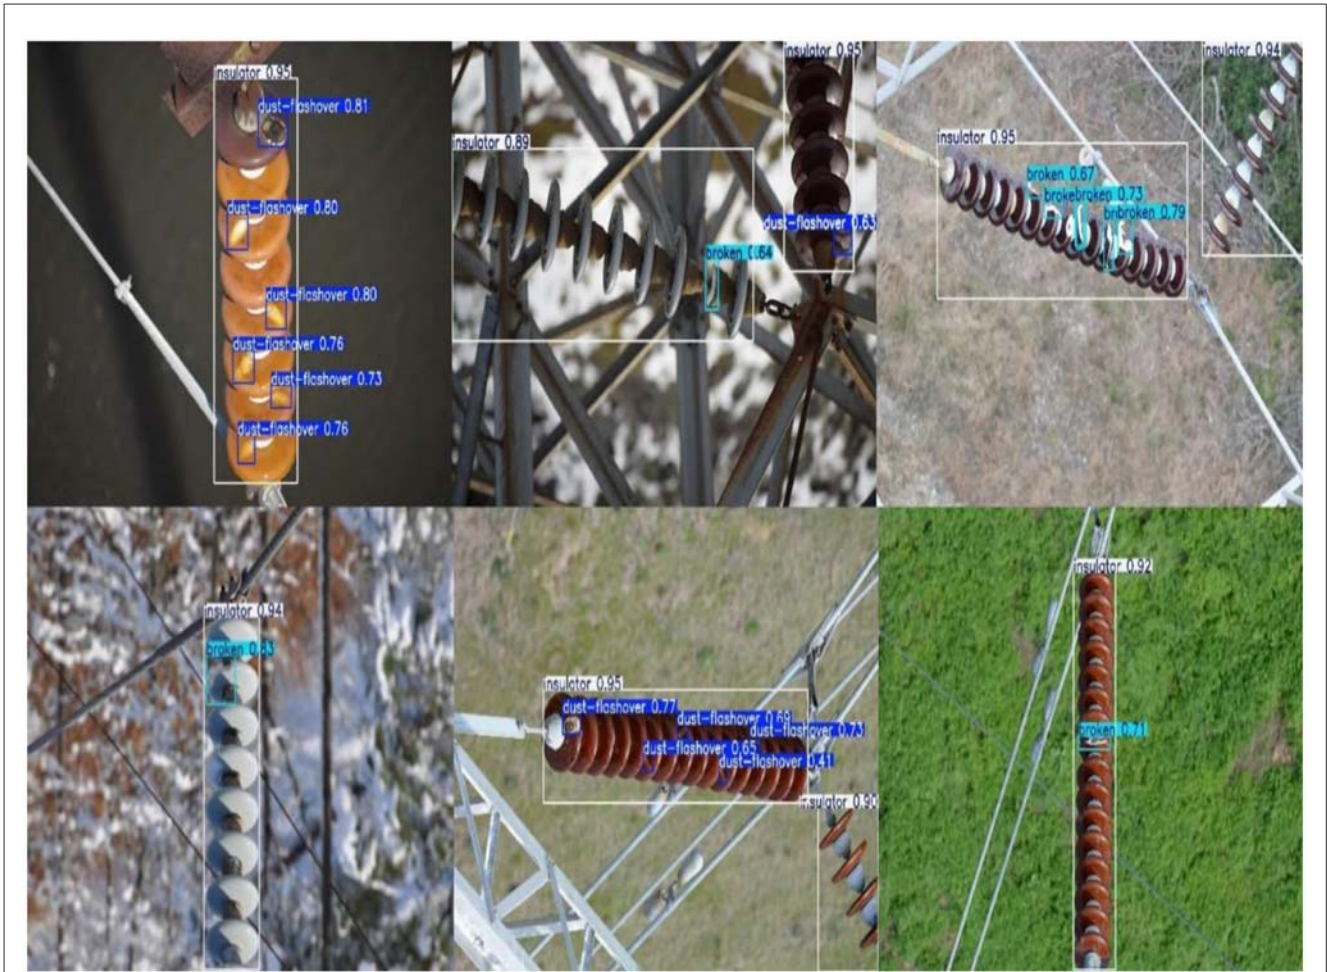 insulator 0.95
dust-flashover 0.81
dust-flashover 0.80
dust-flashover 0.80
dust-flashover 0.76
dust-flashover 0.73
dust-flashover 0.76
insulator 0.95
insulator 0.89
dust-flashover 0.63
broken 0.64
insulator 0.94
insulator 0.95
broken 0.67
broken 0.73
broken 0.79
insulator 0.94
broken 0.83
insulator 0.95
dust-flashover 0.77
dust-flashover 0.69
dust-flashover 0.73
dust-flashover 0.65
dust-flashover 0.41
insulator 0.90
insulator 0.92
broken 0.71